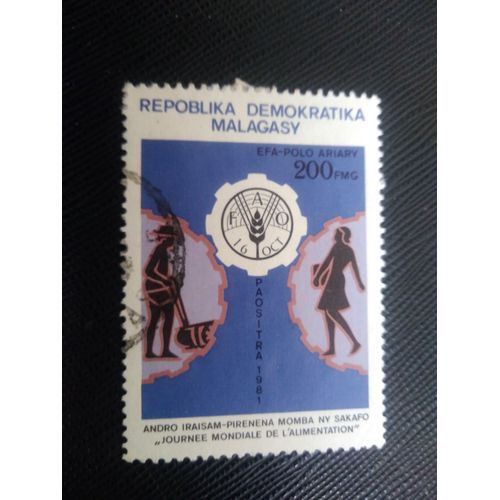 REPOBLIKA DEMOKRATIKA
MALAGASY
EFA-POLO ARIARY
200 FMG
FAO
16 OCT
PAOSITRA 1981
ANDRO IRAISAM-PIRENENA MOMBA NY SAKAFO
„JOURNEE MONDIALE DE L'ALIMENTATION”